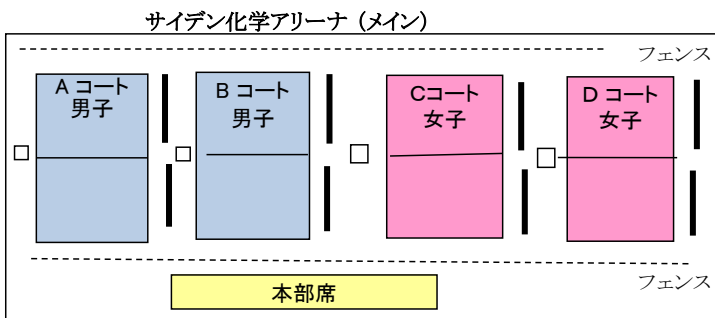 サイデン化学アリーナ（メイン）
フェンス
A コート
男子
B コート
男子
Cコート
女子
D コート
女子
フェンス
本部席